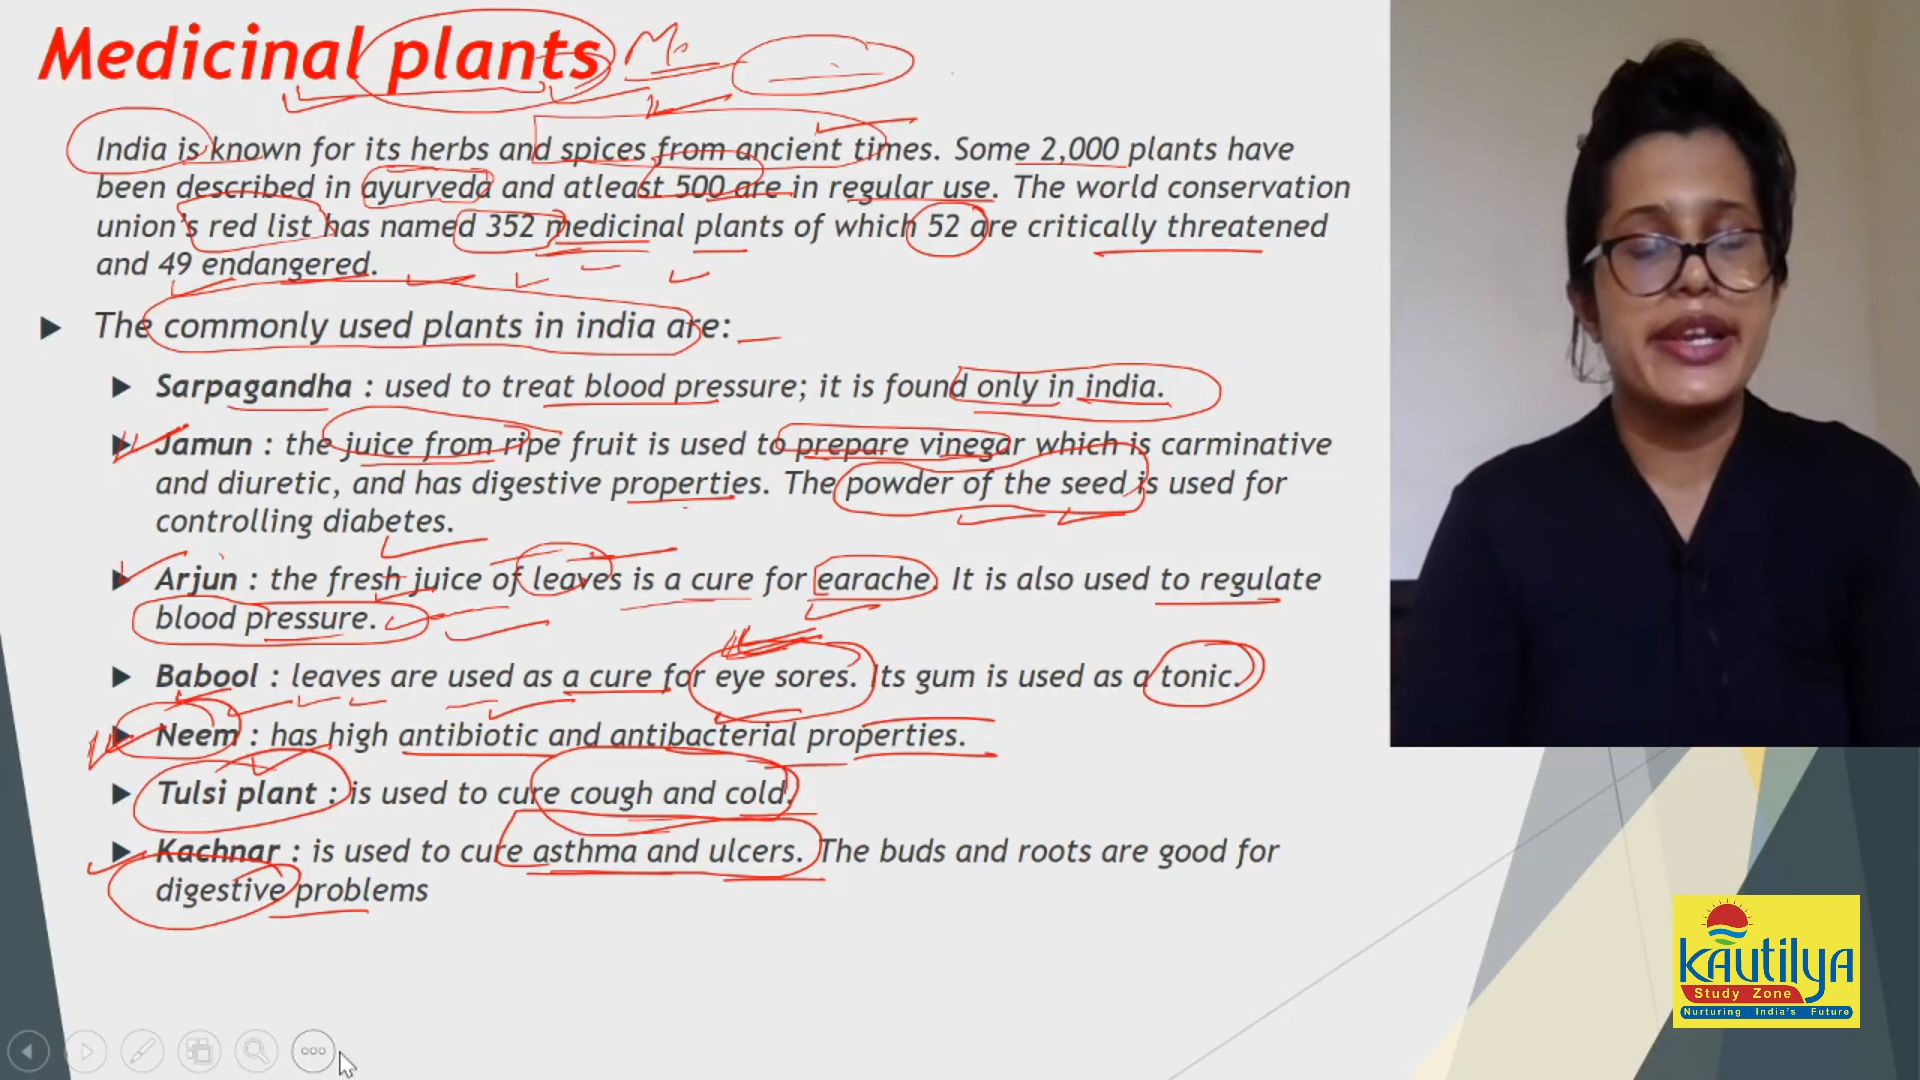 Medicinal plants
India is known for its herbs and spices from ancient times. Some 2,000 plants have
been described in ayurveda and atleast 500 are in regular use. The world conservation
union's red list has named 352 medicinal plants of which 52 are critically threatened
and 49 endangered.
The commonly used plants in india are:
Sarpagandha : used to treat blood pressure; it is found only in india.
Jamun : the juice from ripe fruit is used to prepare vinegar which is carminative
and diuretic, and has digestive properties. The powder of the seed is used for
controlling diabetes.
Arjun : the fresh juice of leaves is a cure for earache. It is also used to regulate
blood pressure.
Babool : leaves are used as a cure for eye sores. Its gum is used as a tonic.
Neem : has high antibiotic and antibacterial properties.
Tulsi plant : is used to cure cough and cold.
Kachnar : is used to cure asthma and ulcers. The buds and roots are good for
digestive problems
kautilya
Study Zone
Nurturing India's Future